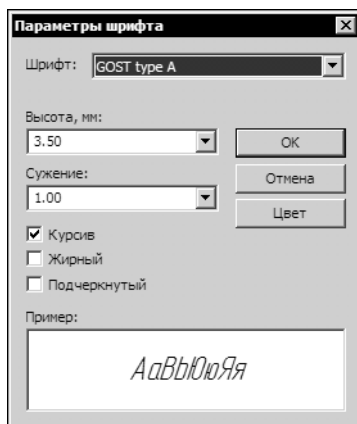 Параметры шрифта
Шрифт: GOST type A
Высота, мм:
3.50
OK
Сужение:
Отмена
1.00
Цвет
Курсив
Жирный
Подчеркнутый
Пример:
АаВЬЮюЯя